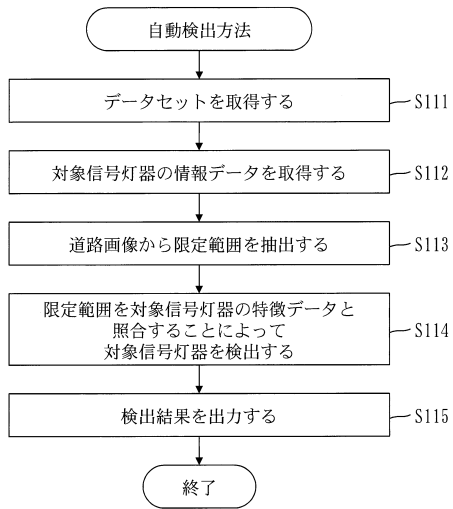 自動検出方法
データセットを取得する
S111
対象信号灯器の情報データを取得する
S112
道路画像から限定範囲を抽出する
S113
限定範囲を対象信号灯器の特徴データと
照合することによって
対象信号灯器を検出する
S114
検出結果を出力する
S115
終了